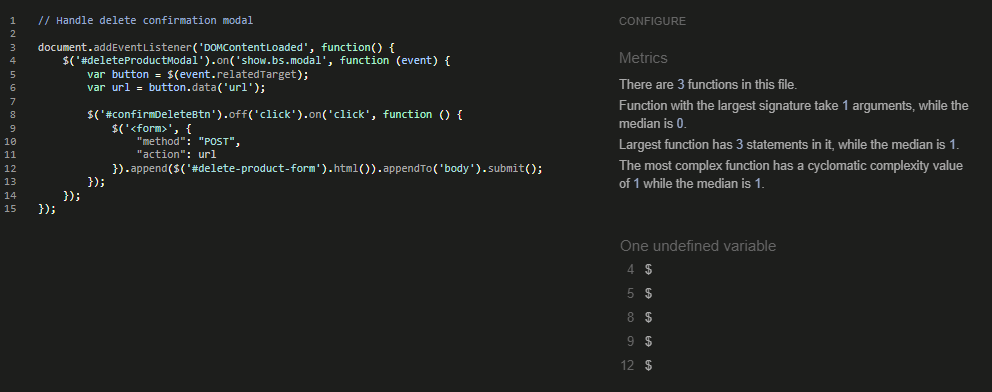 1 // Handle delete confirmation modal
2
3 document.addEventListener('DOMContentLoaded', function() {
4     $('#deleteProductModal').on('show.bs.modal', function (event) {
5         var button = $(event.relatedTarget);
6         var url = button.data('url');
7
8         $('#confirmDeleteBtn').off('click').on('click', function () {
9             $('<form>', {
10                 "method": "POST",
11                 "action": url
12             }).append($('#delete-product-form').html()).appendTo('body').submit();
13         });
14     });
15 });
CONFIGURE
Metrics
There are 3 functions in this file.
Function with the largest signature take 1 arguments, while the
median is 0.
Largest function has 3 statements in it, while the median is 1.
The most complex function has a cyclomatic complexity value
of 1 while the median is 1.
One undefined variable
4 $
5 $
8 $
9 $
12 $